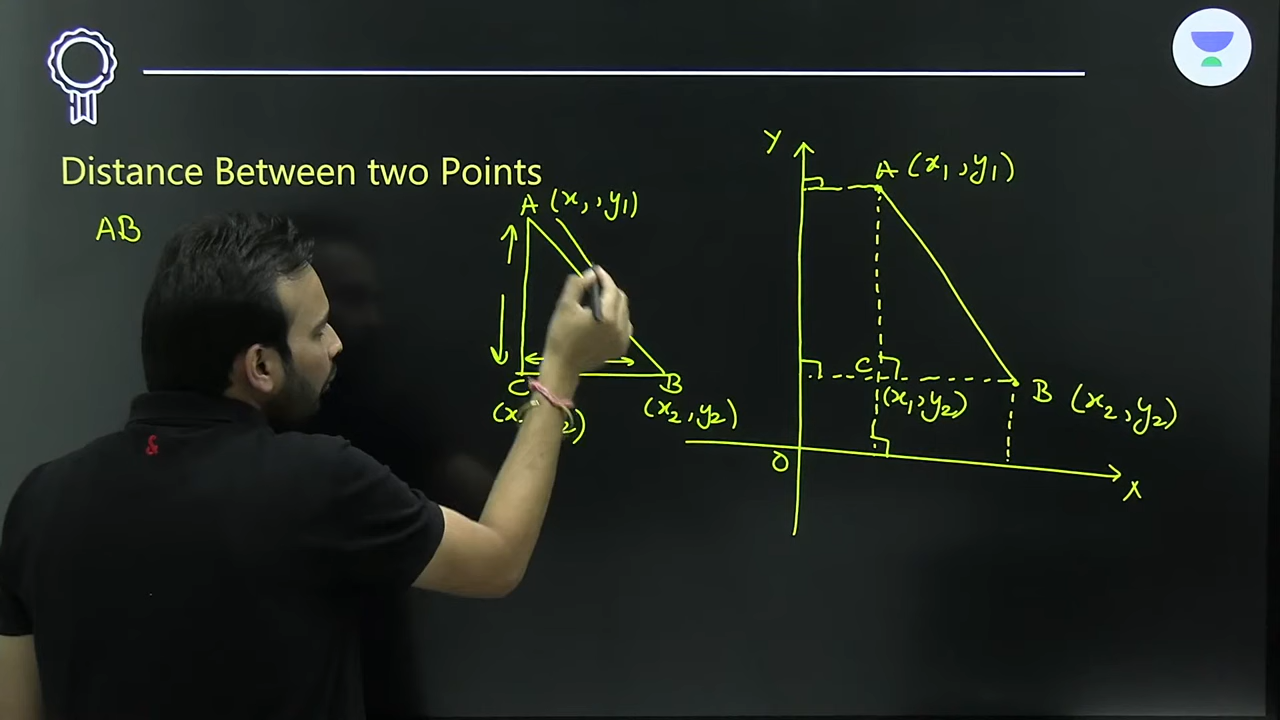 Distance Between two Points
AB
A (x₁,y₁)
C
B
(x₂,y₂)
Y
A (x₁,y₁)
C
(x₁,y₂)
B (x₂,y₂)
O
X